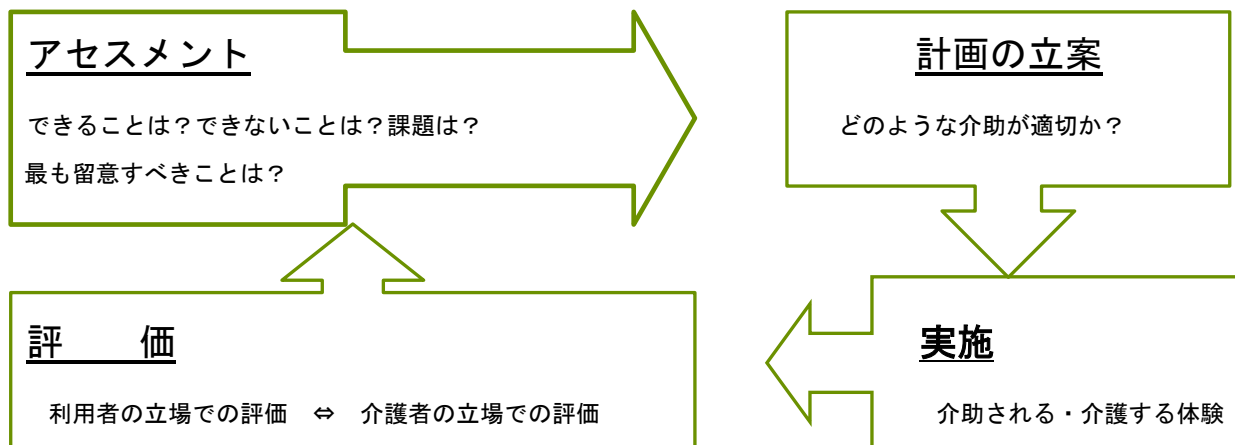 アセスメント
できることは？できないことは？課題は？
最も留意すべきことは？
計画の立案
どのような介助が適切か？
評　　価
利用者の立場での評価　⇔　介護者の立場での評価
実施
介助される・介護する体験